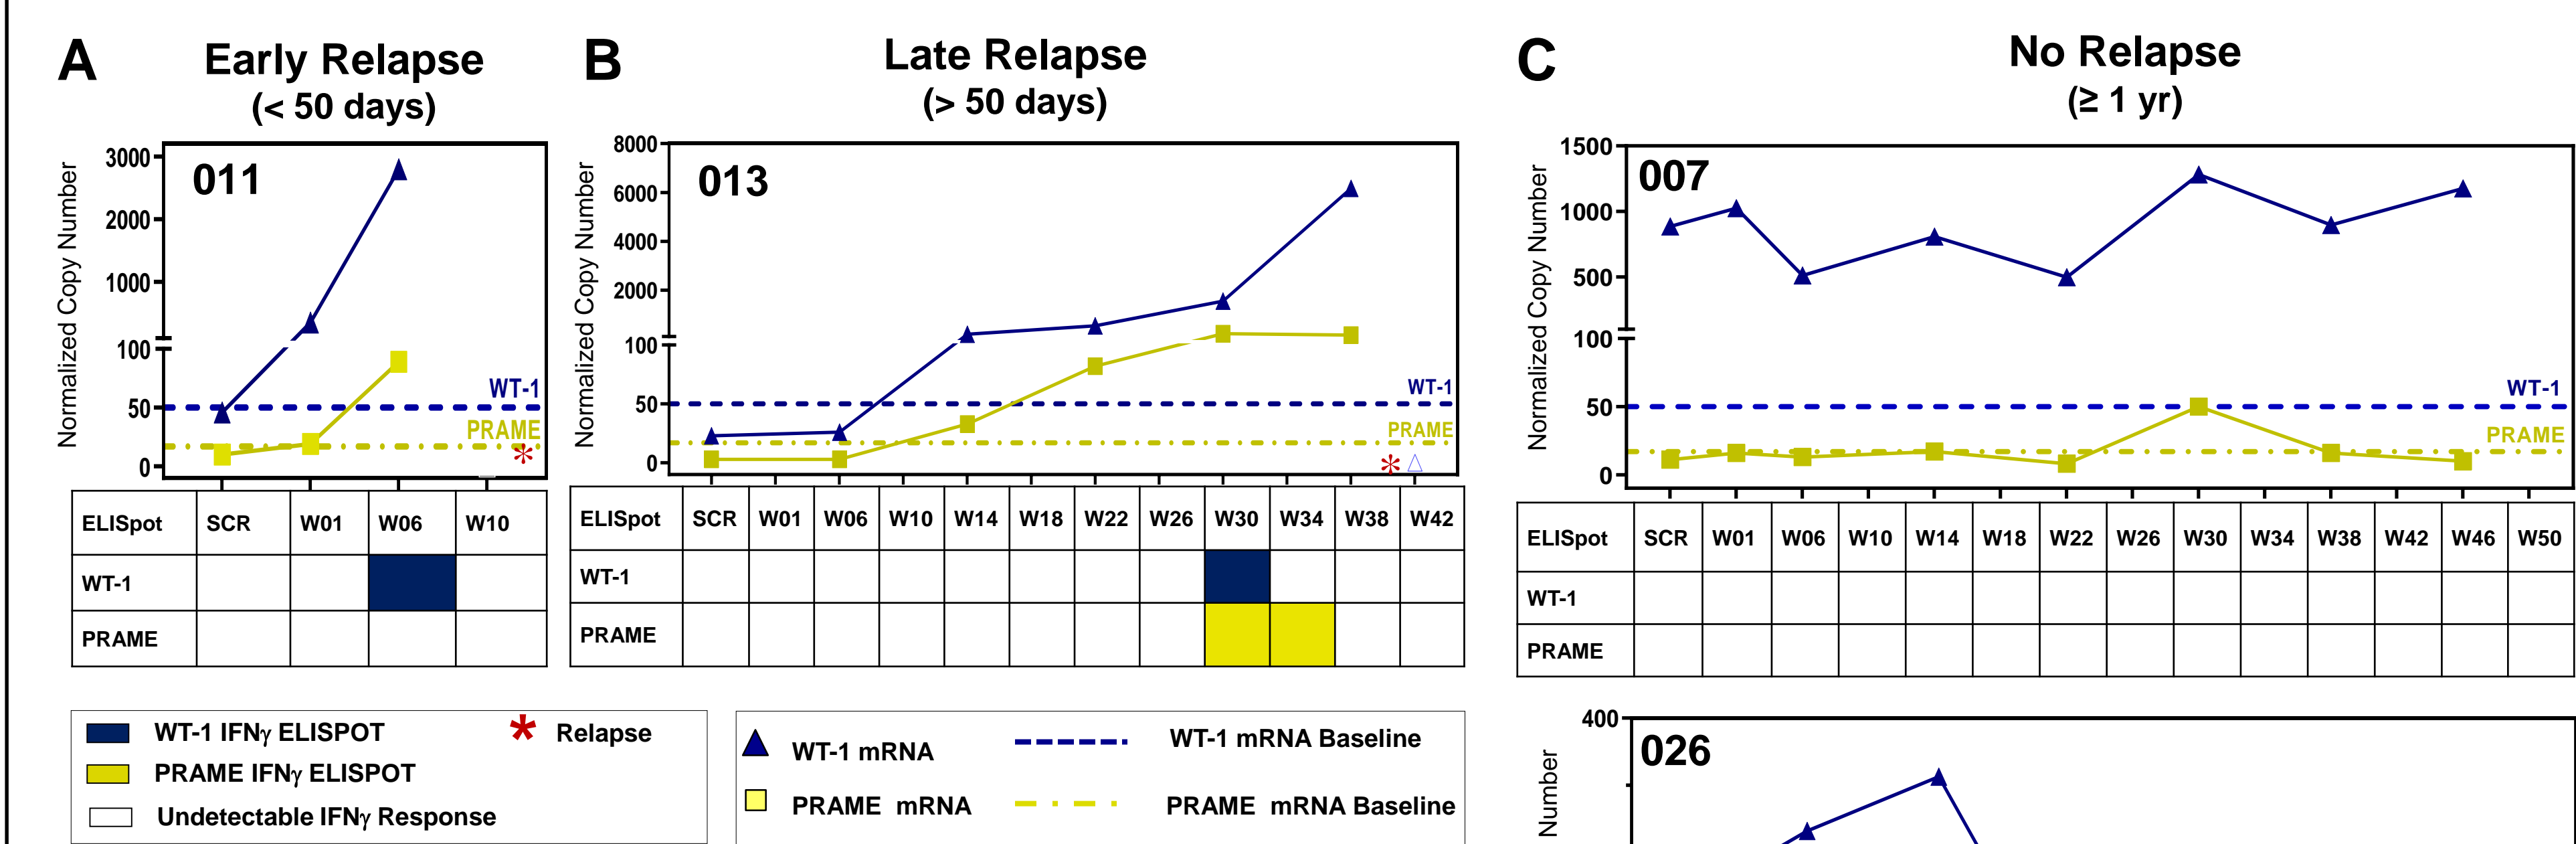 A
Early Relapse
(< 50 days)
3000
2000
1000
100
50
0
Normalized Copy Number
011
WT-1
PRAME
*
ELISpot SCR W01 W06 W10
WT-1
PRAME
B
Late Relapse
(> 50 days)
8000
6000
4000
2000
100
50
0
Normalized Copy Number
013
WT-1
PRAME
* △
ELISpot SCR W01 W06 W10 W14 W18 W22 W26 W30 W34 W38 W42
WT-1
PRAME
C
No Relapse
(≥ 1 yr)
1500
1000
500
100
50
0
Normalized Copy Number
007
WT-1
PRAME
ELISpot SCR W01 W06 W10 W14 W18 W22 W26 W30 W34 W38 W42 W46 W50
WT-1
PRAME
WT-1 IFNγ ELISPOT
* Relapse
PRAME IFNγ ELISPOT
Undetectable IFNγ Response
WT-1 mRNA
WT-1 mRNA Baseline
PRAME mRNA
PRAME mRNA Baseline
400
026
Number